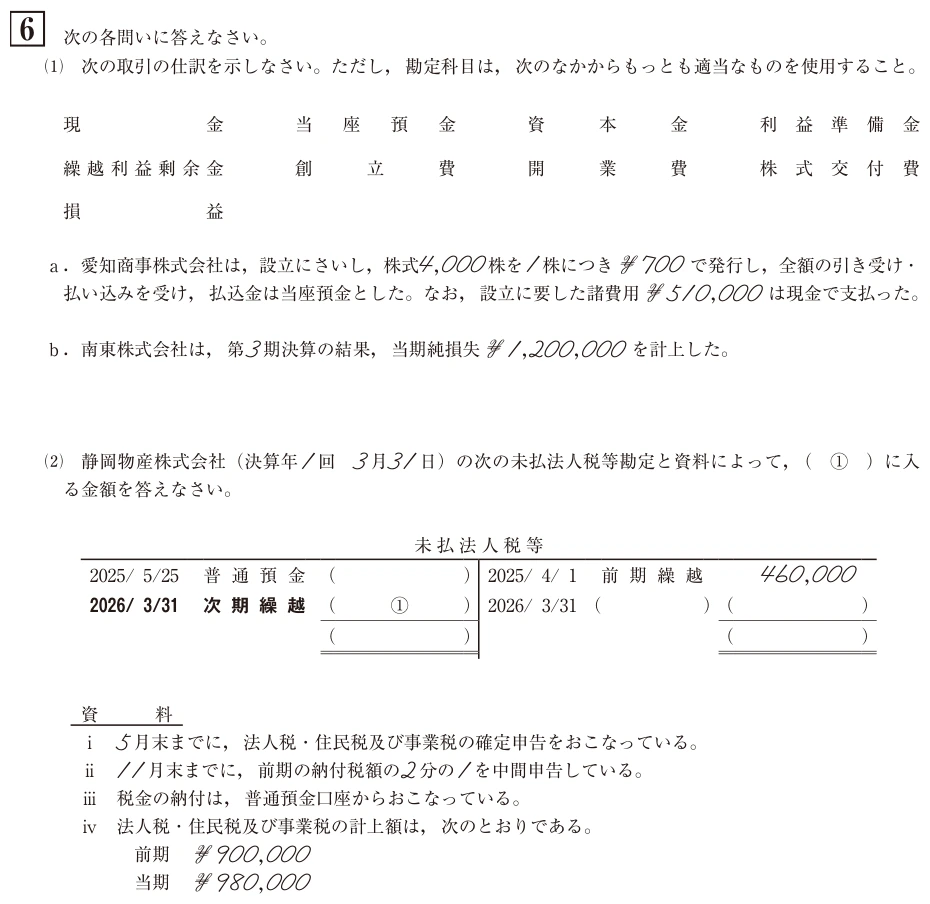 6 次の各問いに答えなさい。
(1) 次の取引の仕訳を示しなさい。ただし，勘定科目は，次のなかからもっとも適当なものを使用すること。
現金 当座預金 資本金 利益準備金
繰越利益剰余金 創立費 開業費 株式交付費
損益
a．愛知商事株式会社は，設立にさいし，株式4,000株を1株につき¥700で発行し，全額の引き受け・
払い込みを受け，払込金は当座預金とした。なお，設立に要した諸費用¥510,000は現金で支払った。
b．南東株式会社は，第3期決算の結果，当期純損失¥1,200,000を計上した。
(2) 静岡物産株式会社（決算年1回 3月31日）の次の未払法人税等勘定と資料によって，（ ① ）に入
る金額を答えなさい。
未払法人税等
2025/ 5/25 普通預金 （ ） 2025/ 4/ 1 前期繰越 460,000
2026/ 3/31 次期繰越 （ ① ） 2026/ 3/31 （ ） （ ）
（ ） （ ）
資料
ⅰ 5月末までに，法人税・住民税及び事業税の確定申告をおこなっている。
ⅱ 11月末までに，前期の納付税額の2分の1を中間申告している。
ⅲ 税金の納付は，普通預金口座からおこなっている。
ⅳ 法人税・住民税及び事業税の計上額は，次のとおりである。
前期 ¥900,000
当期 ¥980,000